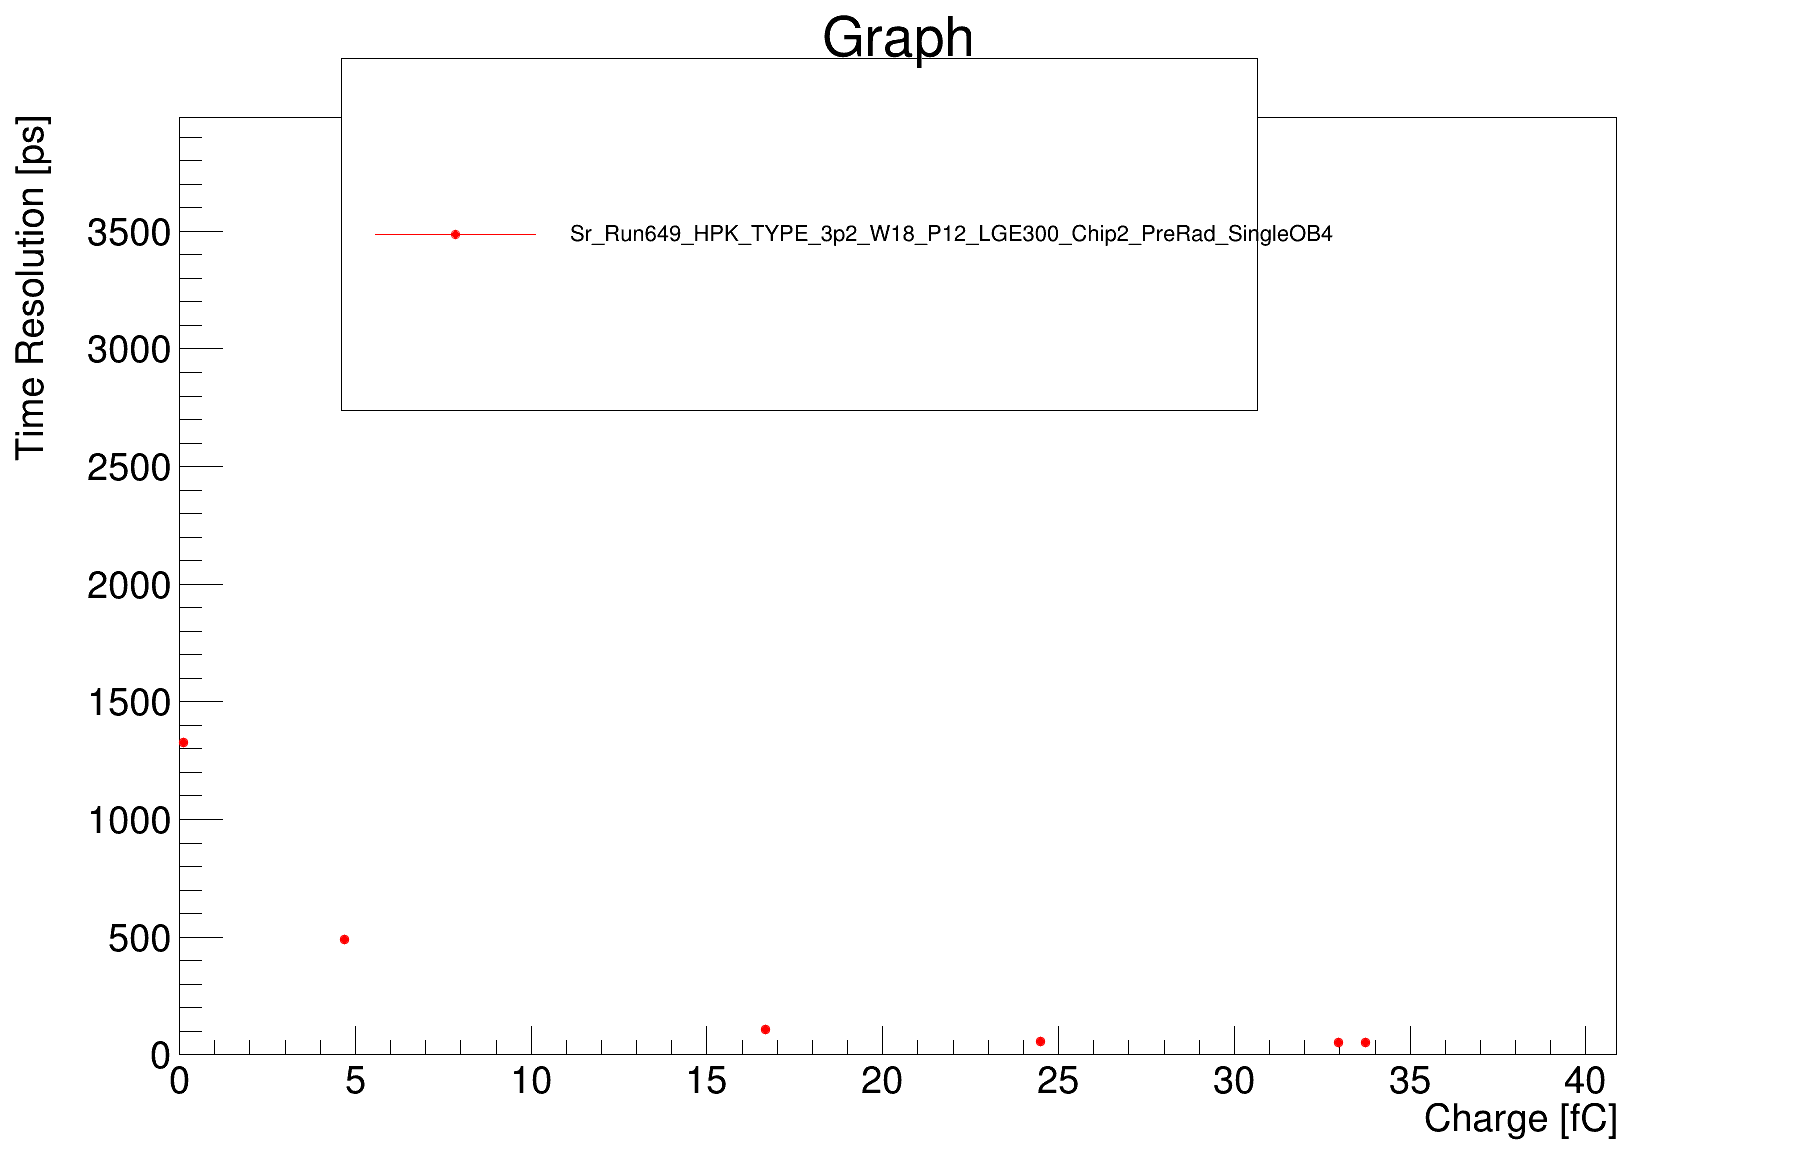 Graph
Time Resolution [ps]
Sr_Run649_HPK_TYPE_3p2_W18_P12_LGE300_Chip2_PreRad_SingleOB4
3500
3000
2500
2000
1500
1000
500
0
0 5 10 15 20 25 30 35 40
Charge [fC]